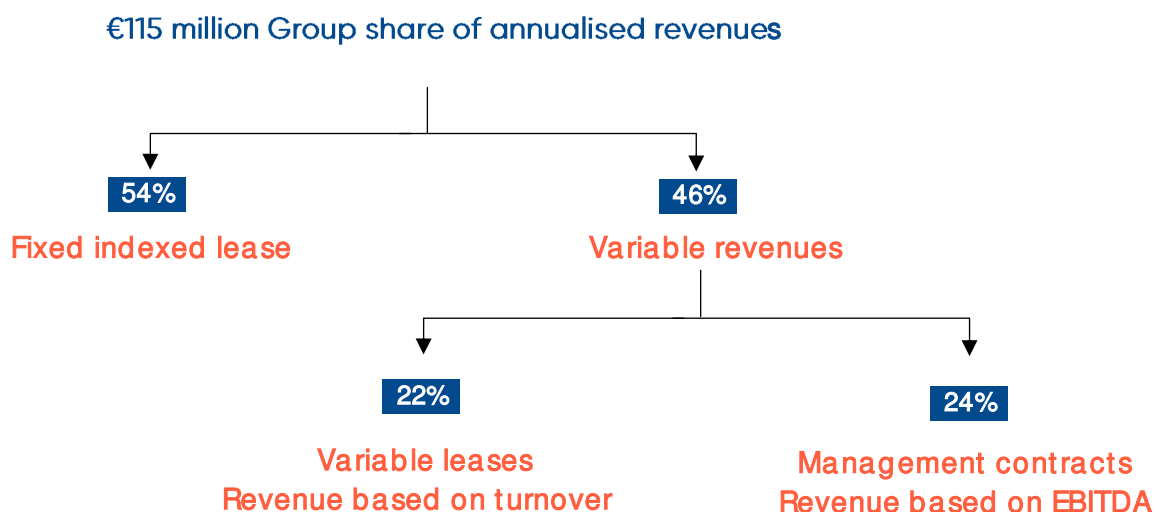 €115 million Group share of annualised revenues
54%
46%
Fixed indexed lease
Variable revenues
22%
24%
Variable leases
Revenue based on turnover
Management contracts
Revenue based on EBITDA